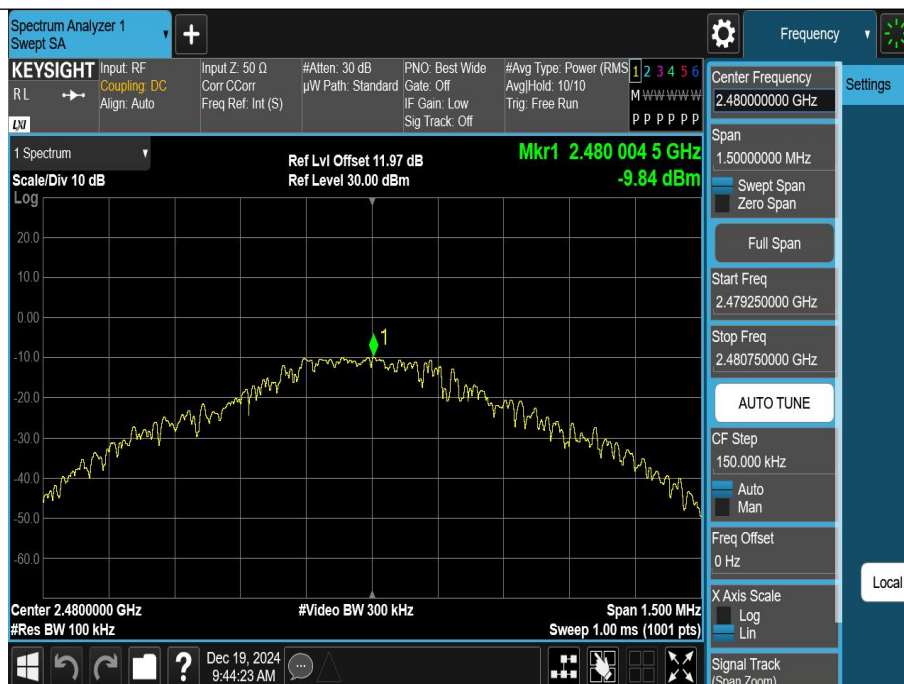 Spectrum Analyzer 1
Swept SA
Frequency
KEYSIGHT
RL
LXI
Input: RF
Coupling: DC
Align: Auto
Input Z: 50 Ω
Corr CCorr
Freq Ref: Int (S)
#Atten: 30 dB
µW Path: Standard
PNO: Best Wide
Gate: Off
IF Gain: Low
Sig Track: Off
#Avg Type: Power (RMS
Avg|Hold: 10/10
Trig: Free Run
1 2 3 4 5 6
M W W W W W
P P P P P P
Settings
1 Spectrum
Scale/Div 10 dB
Log
Ref Lvl Offset 11.97 dB
Ref Level 30.00 dBm
Mkr1 2.480 004 5 GHz
-9.84 dBm
20.0
10.0
0.00
-10.0
-20.0
-30.0
-40.0
-50.0
-60.0
1
Center 2.4800000 GHz
#Res BW 100 kHz
#Video BW 300 kHz
Span 1.500 MHz
Sweep 1.00 ms (1001 pts)
Center Frequency
2.480000000 GHz
Span
1.50000000 MHz
Swept Span
Zero Span
Full Span
Start Freq
2.479250000 GHz
Stop Freq
2.480750000 GHz
AUTO TUNE
CF Step
150.000 kHz
Auto
Man
Freq Offset
0 Hz
X Axis Scale
Log
Lin
Signal Track
(Span Zoom)
Local
?
Dec 19, 2024
9:44:23 AM